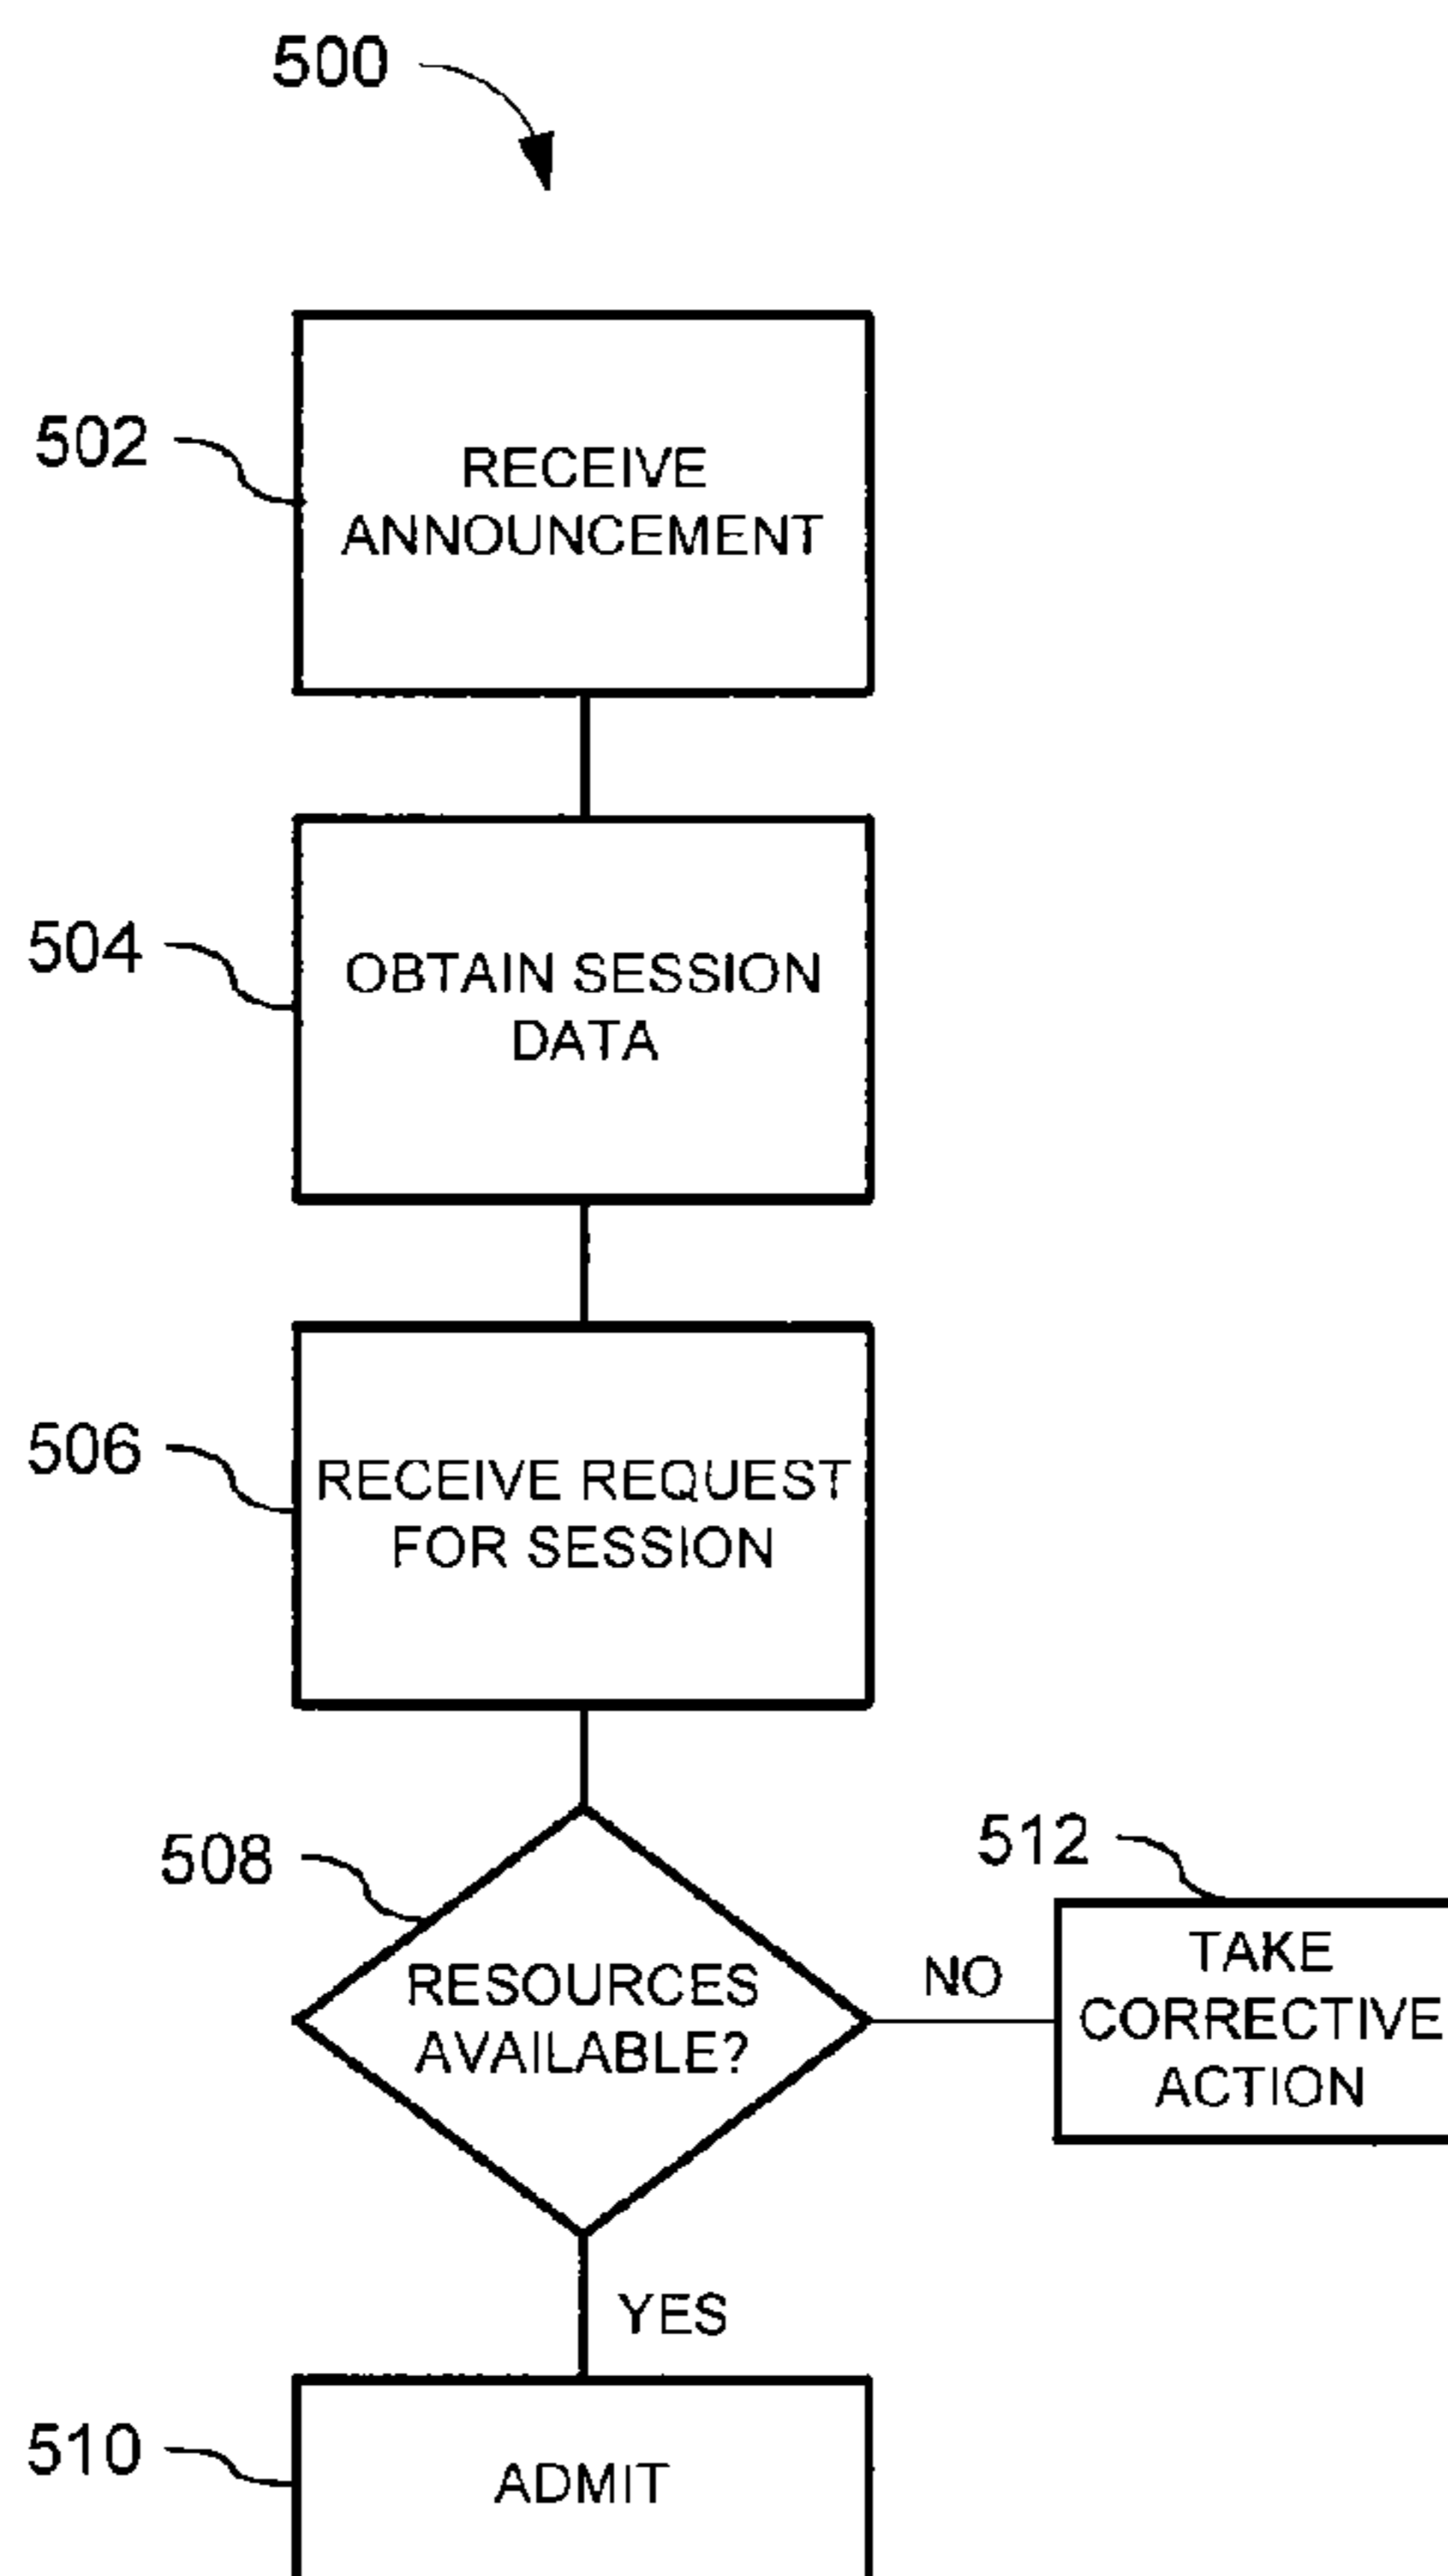 500
502
RECEIVE
ANNOUNCEMENT
504
OBTAIN SESSION
DATA
506
RECEIVE REQUEST
FOR SESSION
508
RESOURCES
AVAILABLE?
NO
512
TAKE
CORRECTIVE
ACTION
YES
510
ADMIT